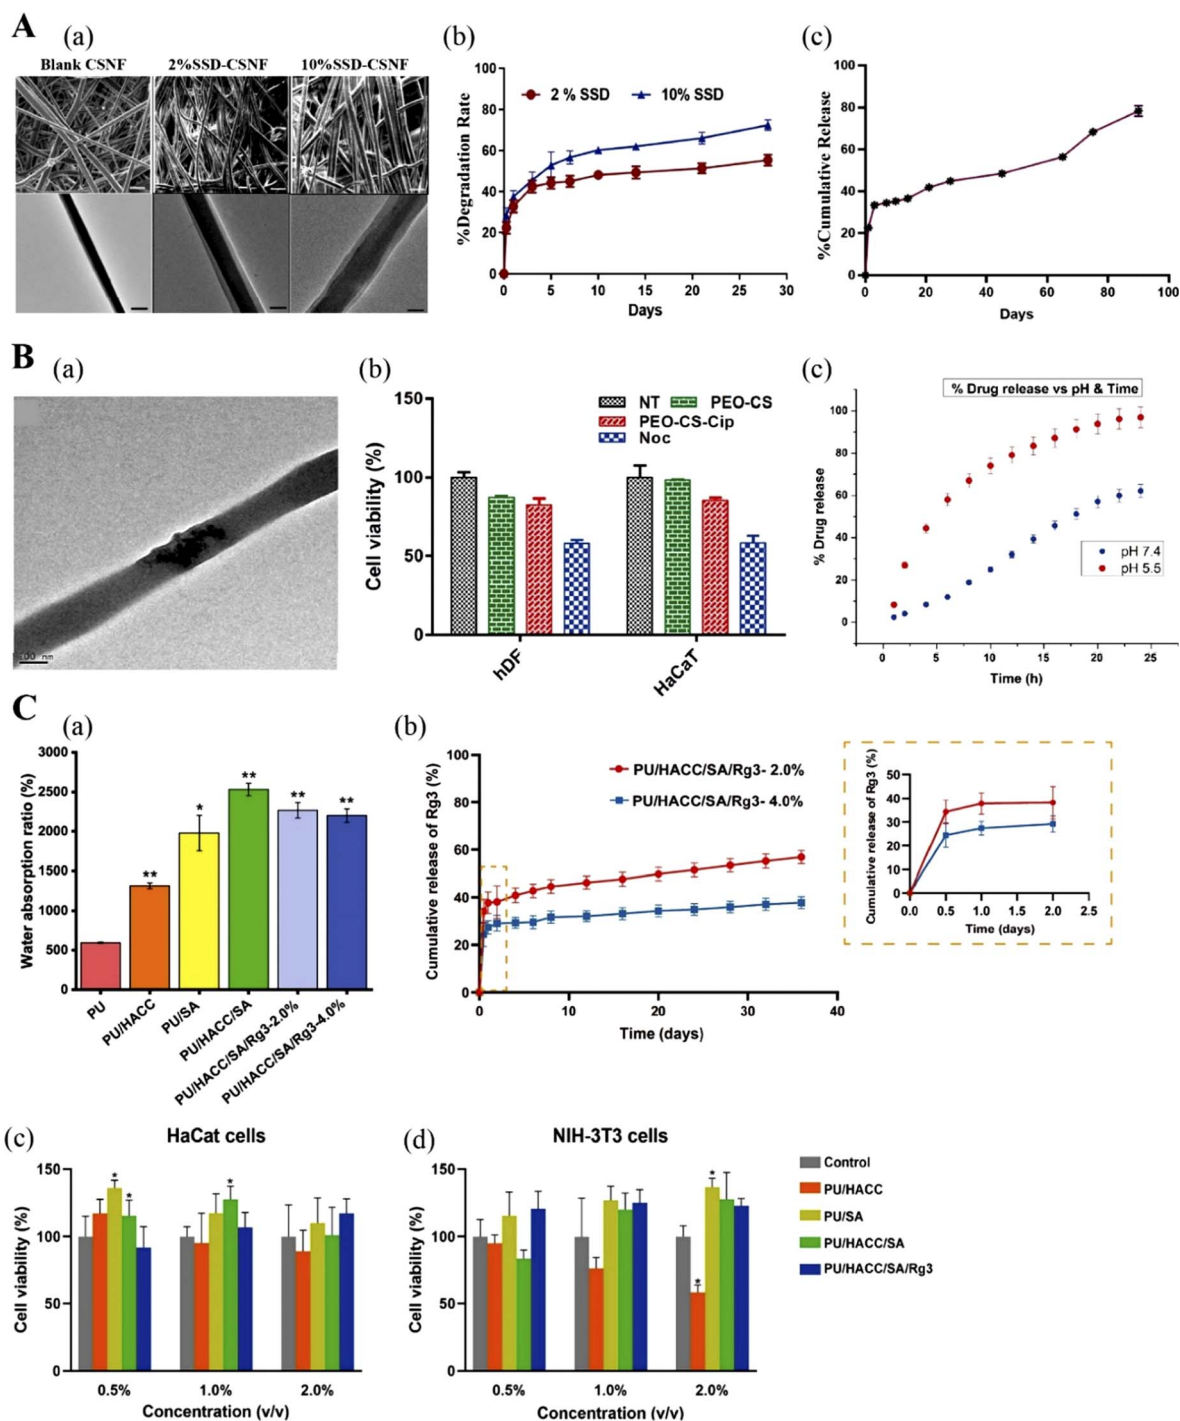 A
(a)
Blank CSNF
2%SSD-CSNF
10%SSD-CSNF
(b)
%Degradation Rate
100
80
60
40
20
0
2 % SSD
10% SSD
0 5 10 15 20 25 30
Days
(c)
%Cumulative Release
100
80
60
40
20
0
0 20 40 60 80 100
Days
B
(a)
100 nm
(b)
Cell viability (%)
150
100
50
0
NT
PEO-CS
PEO-CS-Cip
Noc
hDF
HaCaT
(c)
% Drug release vs pH & Time
% Drug release
100
80
60
40
20
0
pH 7.4
pH 5.5
0 5 10 15 20 25
Time (h)
C
(a)
Water absorption ratio (%)
3000
2500
2000
1500
1000
500
0
**
*
**
**
**
PU
PU/HACC
PU/SA
PU/HACC/SA
PU/HACC/SA/Rg3-2.0%
PU/HACC/SA/Rg3-4.0%
(b)
Cumulative release of Rg3 (%)
100
80
60
40
20
0
PU/HACC/SA/Rg3- 2.0%
PU/HACC/SA/Rg3- 4.0%
0 10 20 30 40
Time (days)
Cumulative release of Rg3 (%)
50
40
30
20
10
0
0.0 0.5 1.0 1.5 2.0 2.5
Time (days)
(c)
HaCat cells
Cell viability (%)
150
100
50
0
*
*
*
0.5% 1.0% 2.0%
Concentration (v/v)
(d)
NIH-3T3 cells
Cell viability (%)
150
100
50
0
*
*
0.5% 1.0% 2.0%
Concentration (v/v)
Control
PU/HACC
PU/SA
PU/HACC/SA
PU/HACC/SA/Rg3